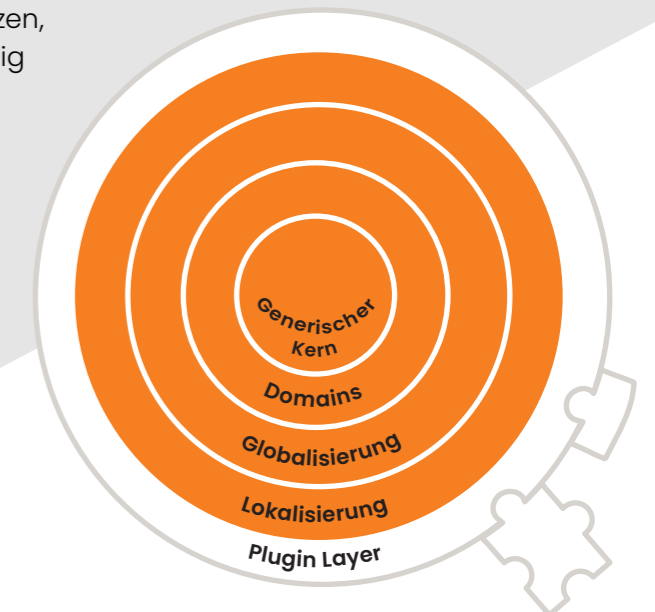 zen,
ig
Generischer
Kern
Domains
Globalisierung
Lokalisierung
Plugin Layer